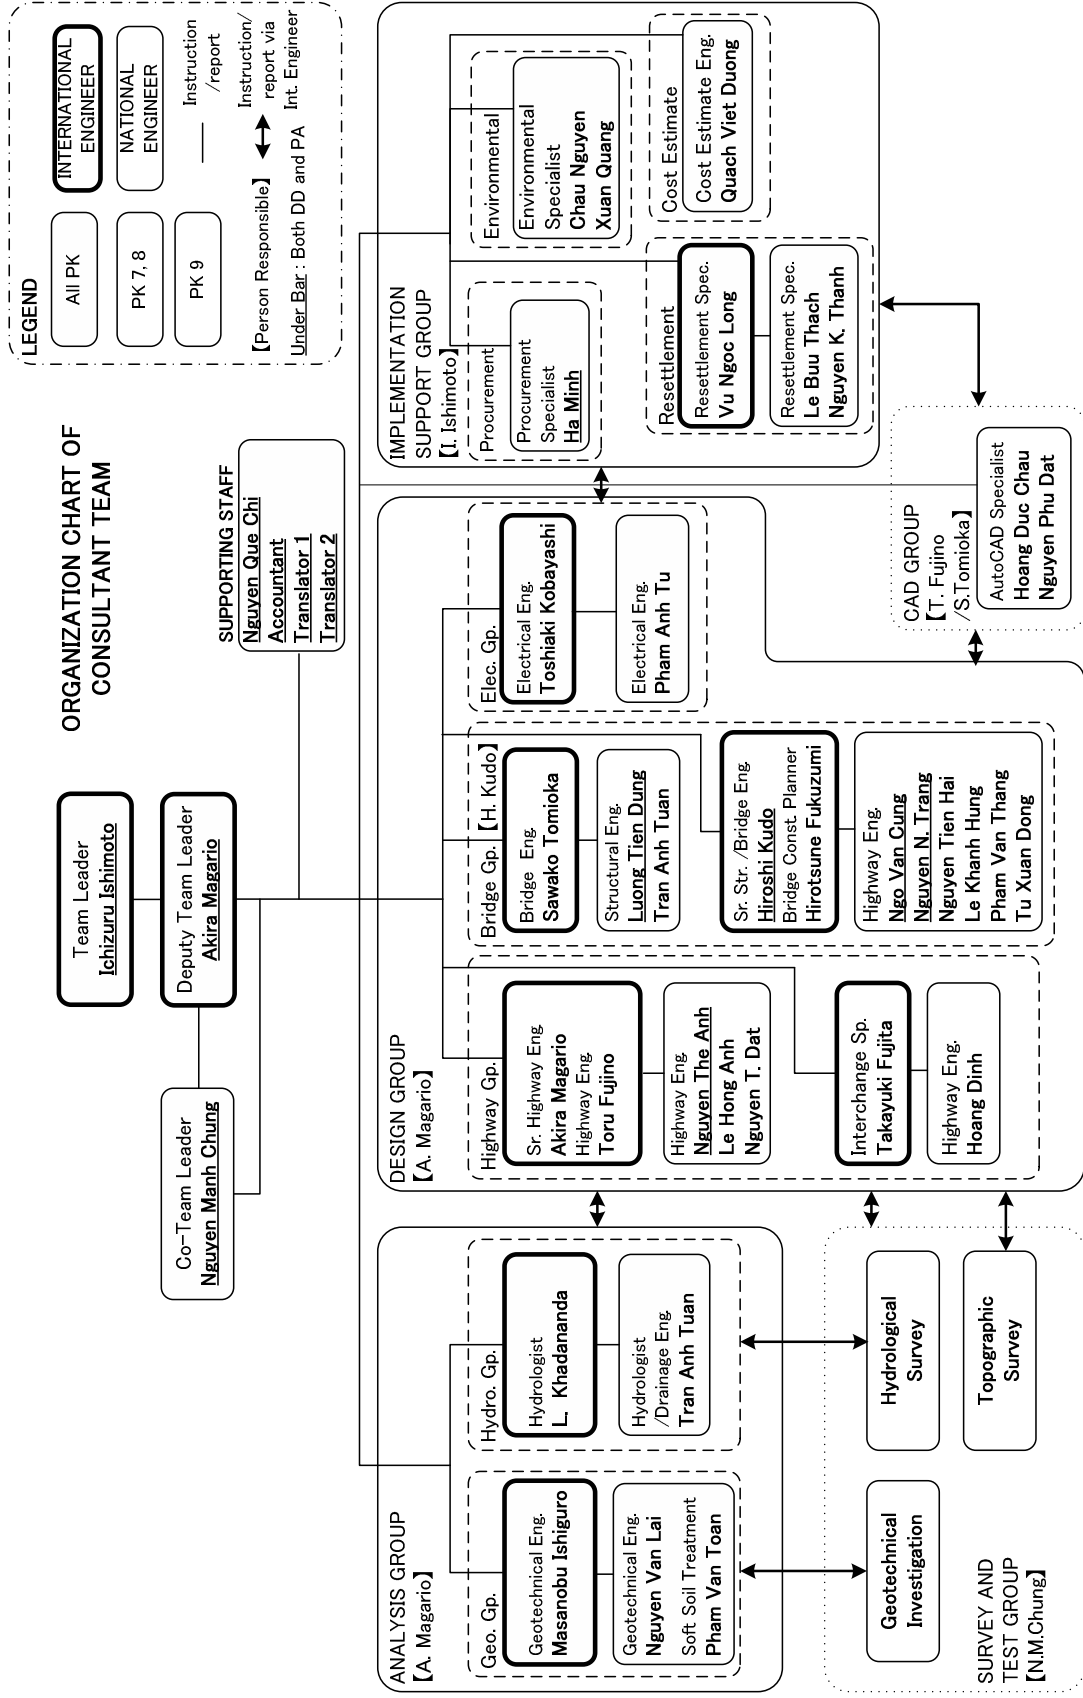 ORGANIZATION CHART OF
CONSULTANT TEAM
LEGEND
All PK
PK 7, 8
PK 9
INTERNATIONAL
ENGINEER
NATIONAL
ENGINEER
Instruction
/report
【Person Responsible】
Instruction/
report via
Int. Engineer
Under Bar : Both DD and PA
Team Leader
Ichizuru Ishimoto
Deputy Team Leader
Akira Magario
Co-Team Leader
Nguyen Manh Chung
SUPPORTING STAFF
Nguyen Que Chi
Accountant
Translator 1
Translator 2
ANALYSIS GROUP
【A. Magario】
Geo. Gp.
Geotechnical Eng.
Masanobu Ishiguro
Geotechnical Eng.
Nguyen Van Lai
Soft Soil Treatment
Pham Van Toan
Hydro. Gp.
Hydrologist
L. Khadananda
Hydrologist
/Drainage Eng.
Tran Anh Tuan
DESIGN GROUP
【A. Magario】
Highway Gp.
Sr. Highway Eng.
Akira Magario
Highway Eng.
Toru Fujino
Highway Eng.
Nguyen The Anh
Le Hong Anh
Nguyen T. Dat
Interchange Sp.
Takayuki Fujita
Highway Eng.
Hoang Dinh
Bridge Gp. 【H. Kudo】
Bridge Eng.
Sawako Tomioka
Structural Eng.
Luong Tien Dung
Tran Anh Tuan
Sr. Str. /Bridge Eng.
Hiroshi Kudo
Bridge Const. Planner
Hirotsune Fukuzumi
Highway Eng.
Ngo Van Cung
Nguyen N. Trang
Nguyen Tien Hai
Le Khanh Hung
Pham Van Thang
Tu Xuan Dong
Elec. Gp.
Electrical Eng.
Toshiaki Kobayashi
Electrical Eng.
Pham Anh Tu
IMPLEMENTATION
SUPPORT GROUP
【I. Ishimoto】
Procurement
Procurement
Specialist
Ha Minh
Environmental
Environmental
Specialist
Chau Nguyen
Xuan Quang
Resettlement
Resettlement Spec.
Vu Ngoc Long
Resettlement Spec.
Le Buu Thach
Nguyen K. Thanh
Cost Estimate
Cost Estimate Eng.
Quach Viet Duong
SURVEY AND
TEST GROUP
【N.M.Chung】
Geotechnical
Investigation
Hydrological
Survey
Topographic
Survey
CAD GROUP
【T. Fujino
/S.Tomioka】
AutoCAD Specialist
Hoang Duc Chau
Nguyen Phu Dat